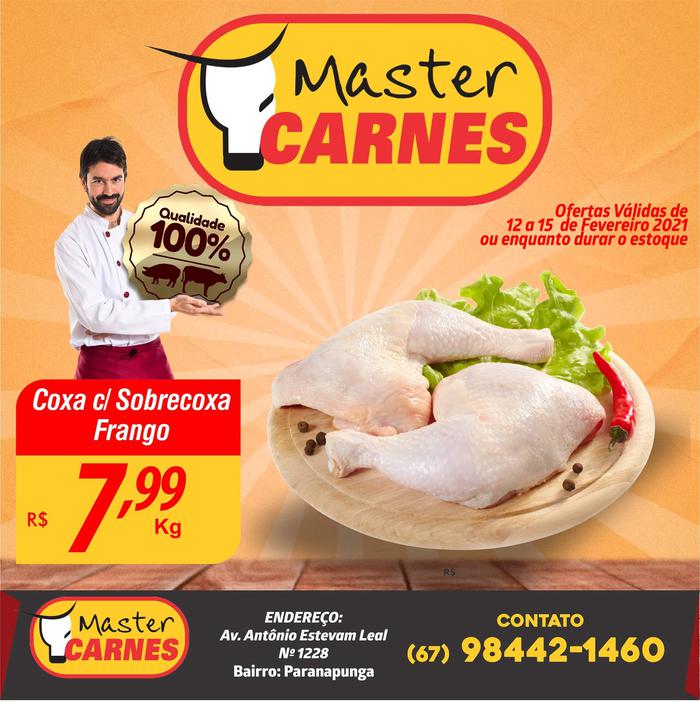 Master
CARNES
Qualidade
100%
Ofertas Válidas de
12 a 15 de Fevereiro 2021
ou enquanto durar o estoque
Coxa c/ Sobrecoxa
Frango
R$ 7,99
Kg
R$
Master
CARNES
ENDEREÇO:
Av. Antônio Estevam Leal
Nº 1228
Bairro: Paranapunga
CONTATO
(67) 98442-1460